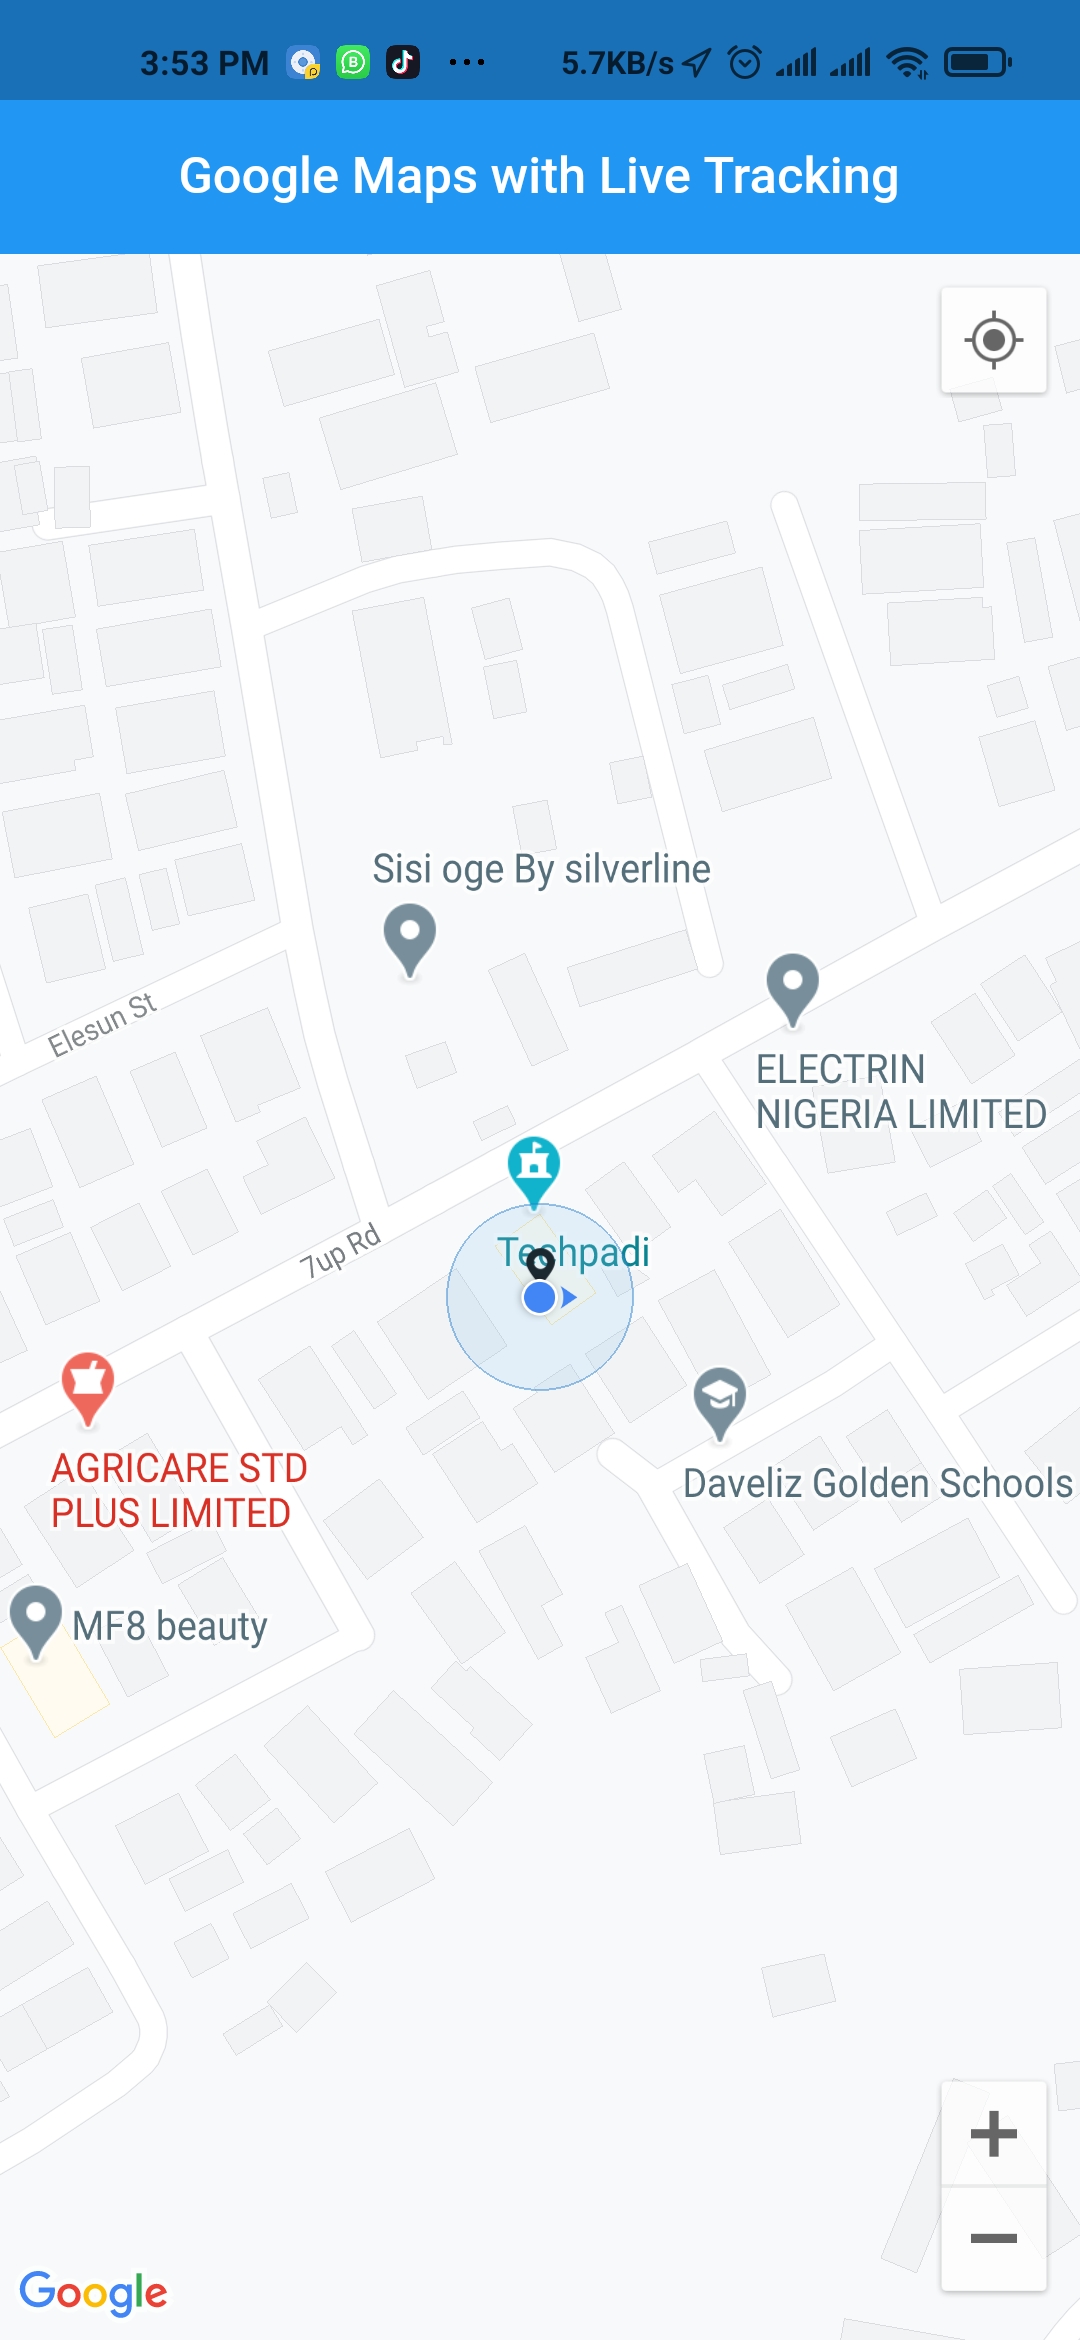 3:53 PM
5.7KB/s
Google Maps with Live Tracking
Sisi oge By silverline
Elesun St
ELECTRIN
NIGERIA LIMITED
7up Rd
Techpadi
AGRICARE STD
PLUS LIMITED
Daveliz Golden Schools
MF8 beauty
Google